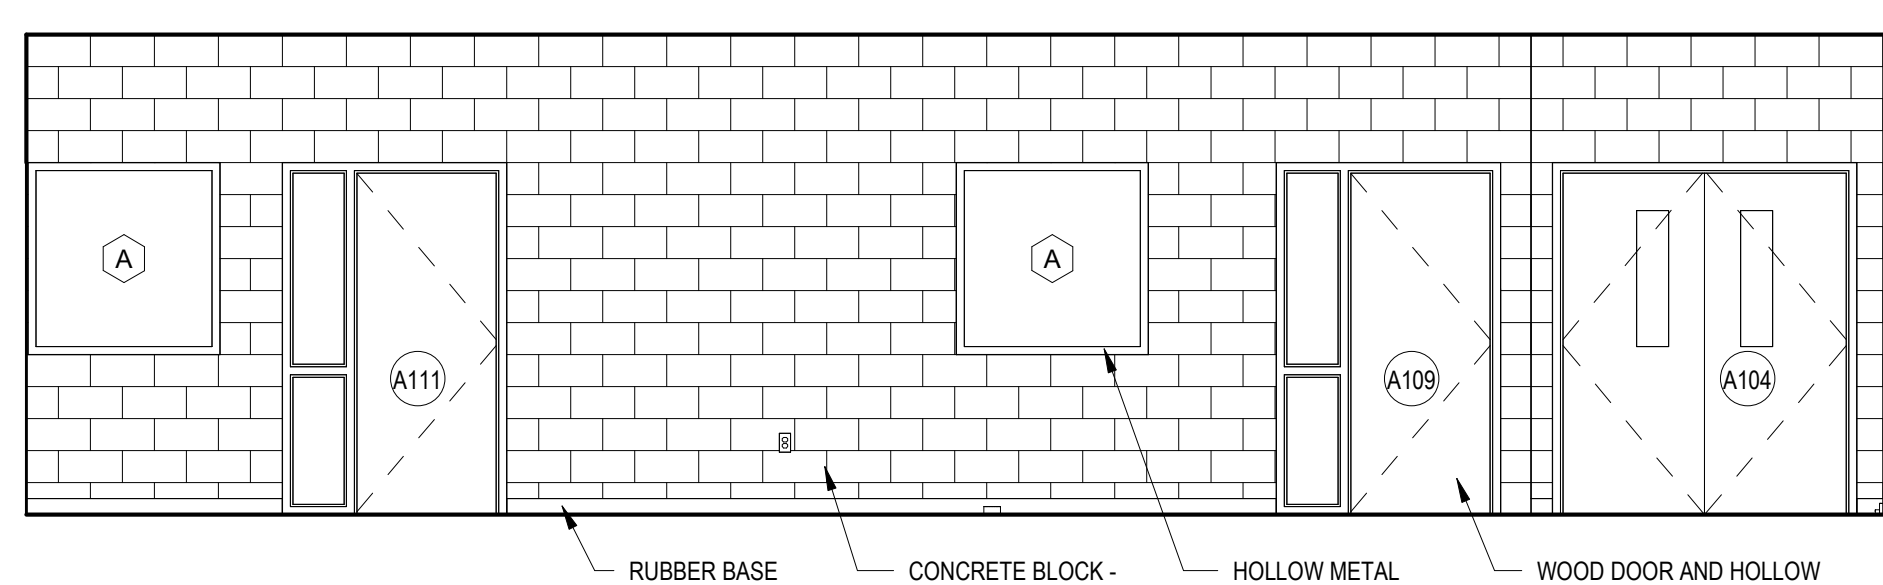 A
A
A111
A109
A104
RUBBER BASE
CONCRETE BLOCK -
HOLLOW METAL
WOOD DOOR AND HOLLOW